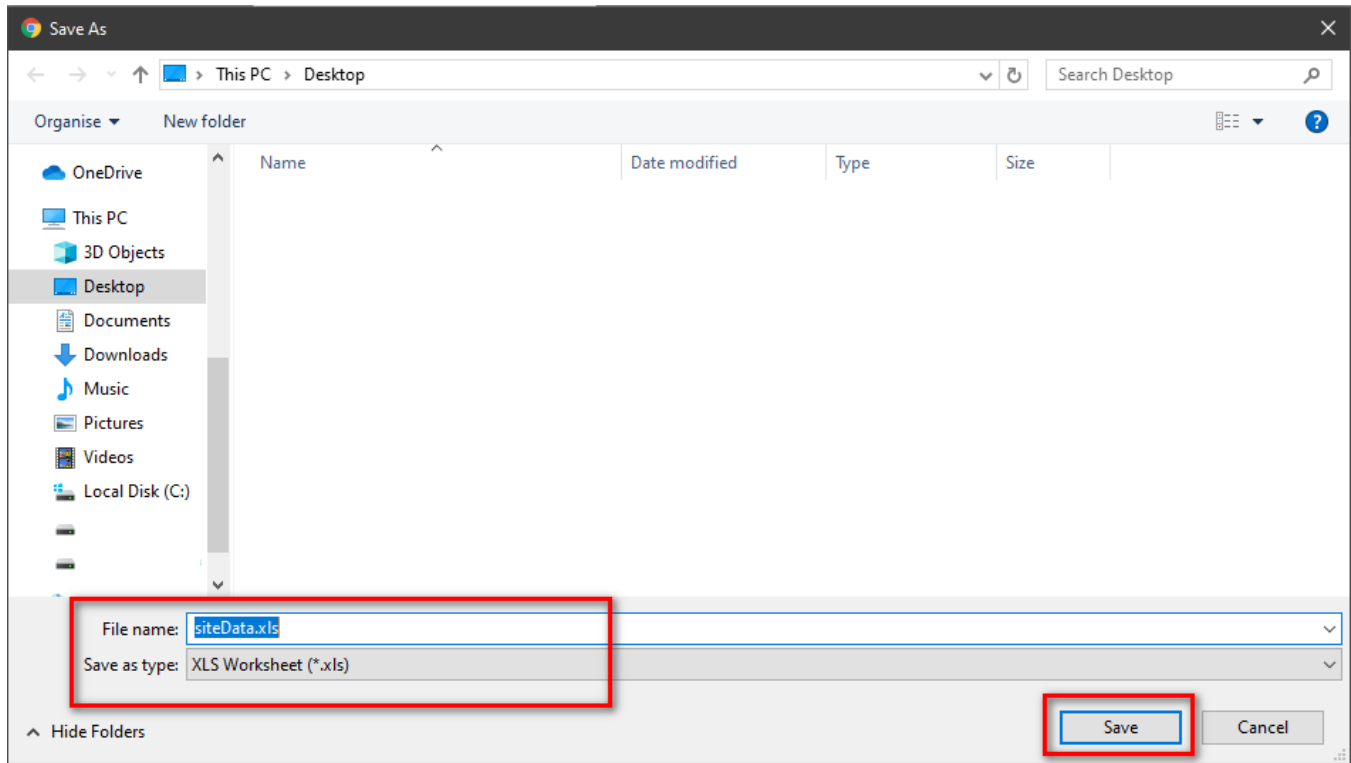 Save As
This PC > Desktop
Search Desktop
Organise
New folder
Name
Date modified
Type
Size
OneDrive
This PC
3D Objects
Desktop
Documents
Downloads
Music
Pictures
Videos
Local Disk (C:)
File name: siteData.xls
Save as type: XLS Worksheet (*.xls)
Hide Folders
Save
Cancel